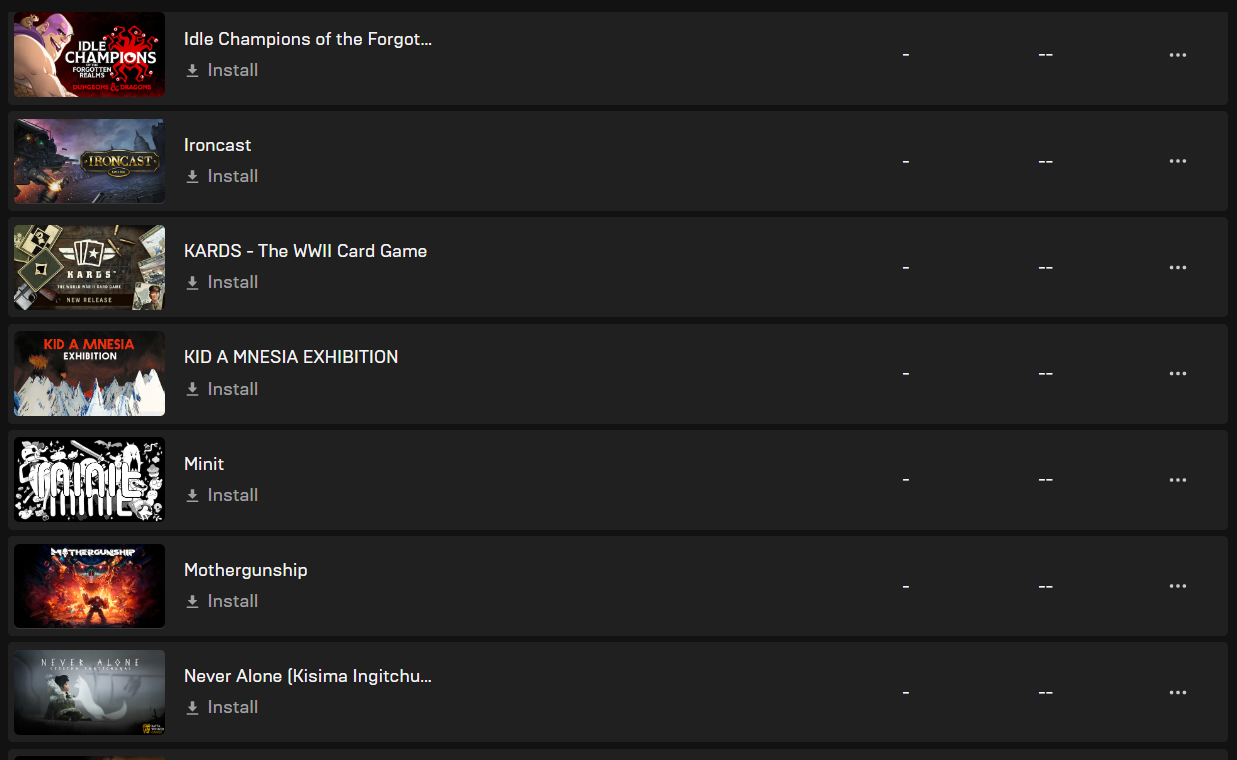 IDLE
CHAMPIONS
OF THE
FORGOTTEN
REALMS
DUNGEONS & DRAGONS
Idle Champions of the Forgot...
Install
-
--
...
IRONCAST
Ironcast
Install
-
--
...
KARDS
THE WORLD WAR II CARD GAME
NEW RELEASE
KARDS - The WWII Card Game
Install
-
--
...
KID A MNESIA
EXHIBITION
KID A MNESIA EXHIBITION
Install
-
--
...
minit
Minit
Install
-
--
...
MOTHERGUNSHIP
Mothergunship
Install
-
--
...
NEVER ALONE
Never Alone (Kisima Ingitchu...
Install
-
--
...